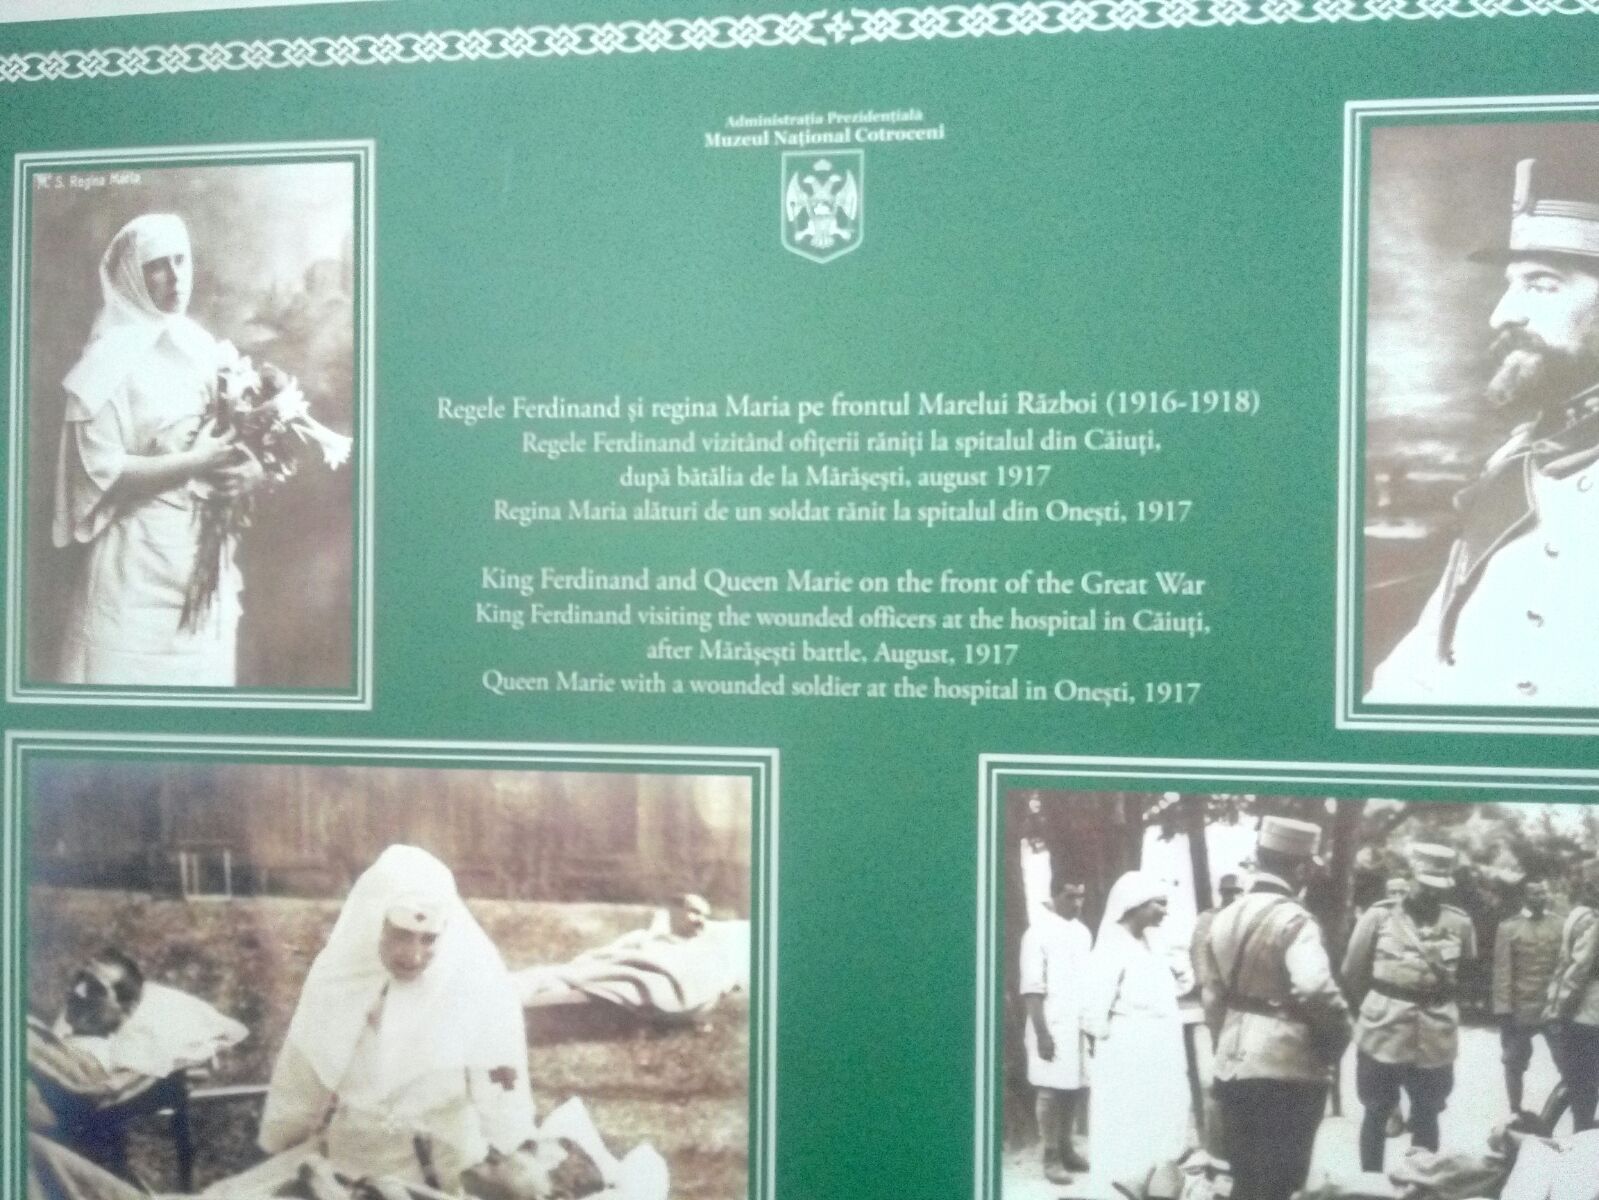 Administrația Prezidențială
Muzeul Național Cotroceni
M. S. Regina Maria
Regele Ferdinand și regina Maria pe frontul Marelui Război (1916-1918)
Regele Ferdinand vizitând ofițerii răniți la spitalul din Căiuți,
după bătălia de la Mărășești, august 1917
Regina Maria alături de un soldat rănit la spitalul din Onești, 1917
King Ferdinand and Queen Marie on the front of the Great War
King Ferdinand visiting the wounded officers at the hospital in Căiuți,
after Mărășești battle, August, 1917
Queen Marie with a wounded soldier at the hospital in Onești, 1917